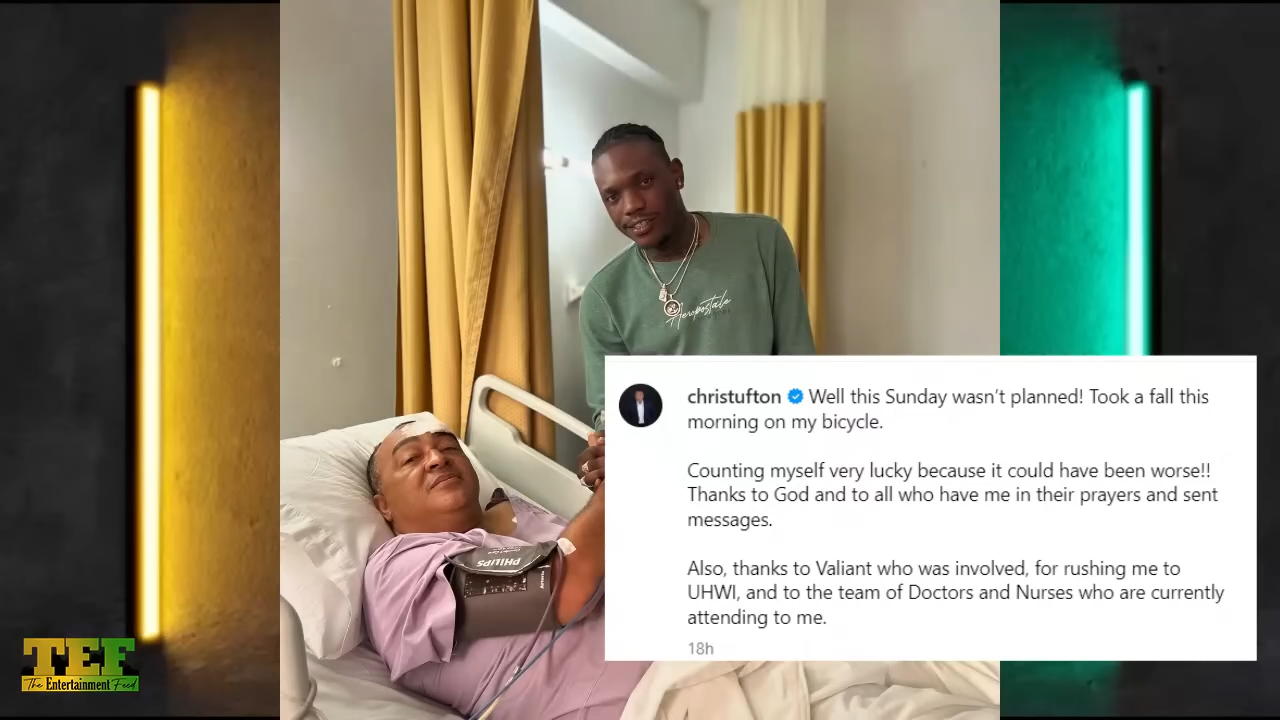 Aeropostale
PHILIPS
christufton Well this Sunday wasn’t planned! Took a fall this
morning on my bicycle.
Counting myself very lucky because it could have been worse!!
Thanks to God and to all who have me in their prayers and sent
messages.
Also, thanks to Valiant who was involved, for rushing me to
UHWI, and to the team of Doctors and Nurses who are currently
attending to me.
18h
TEF
The Entertainment Feed